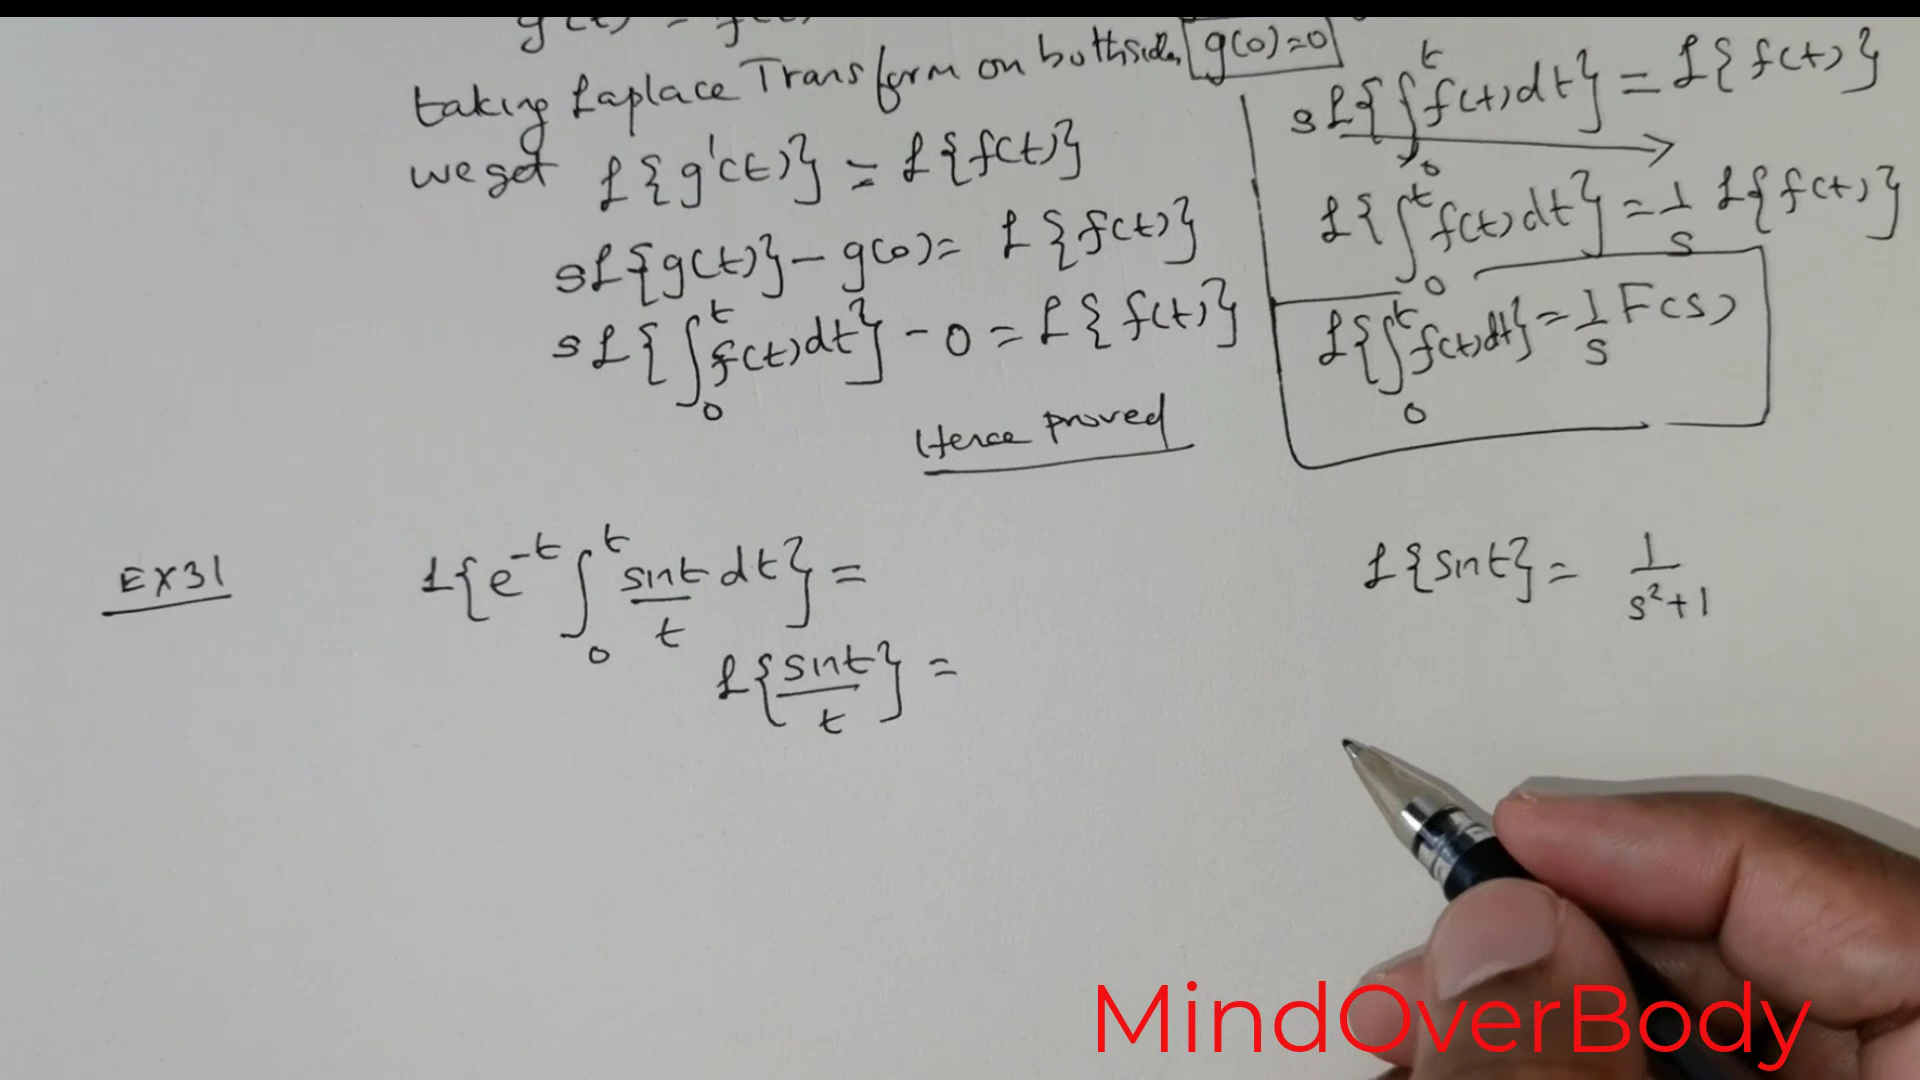 g'(t) = f(t)
taking Laplace Transform on bothside, g(0)=0
we get £{g'(t)} = £{f(t)}
s£{g(t)} - g(0) = £{f(t)}
s£{∫₀ᵗ f(t)dt} - 0 = £{f(t)}
Hence proved
s£{∫₀ᵗ f(t)dt} = £{f(t)}
£{∫₀ᵗ f(t)dt} = 1/s £{f(t)}
£{∫₀ᵗ f(t)dt} = 1/s F(s)
EX31 £{e^-t ∫₀ᵗ sint/t dt} =
£{sint} = 1/(s²+1)
£{sint/t} =
MindOverBody